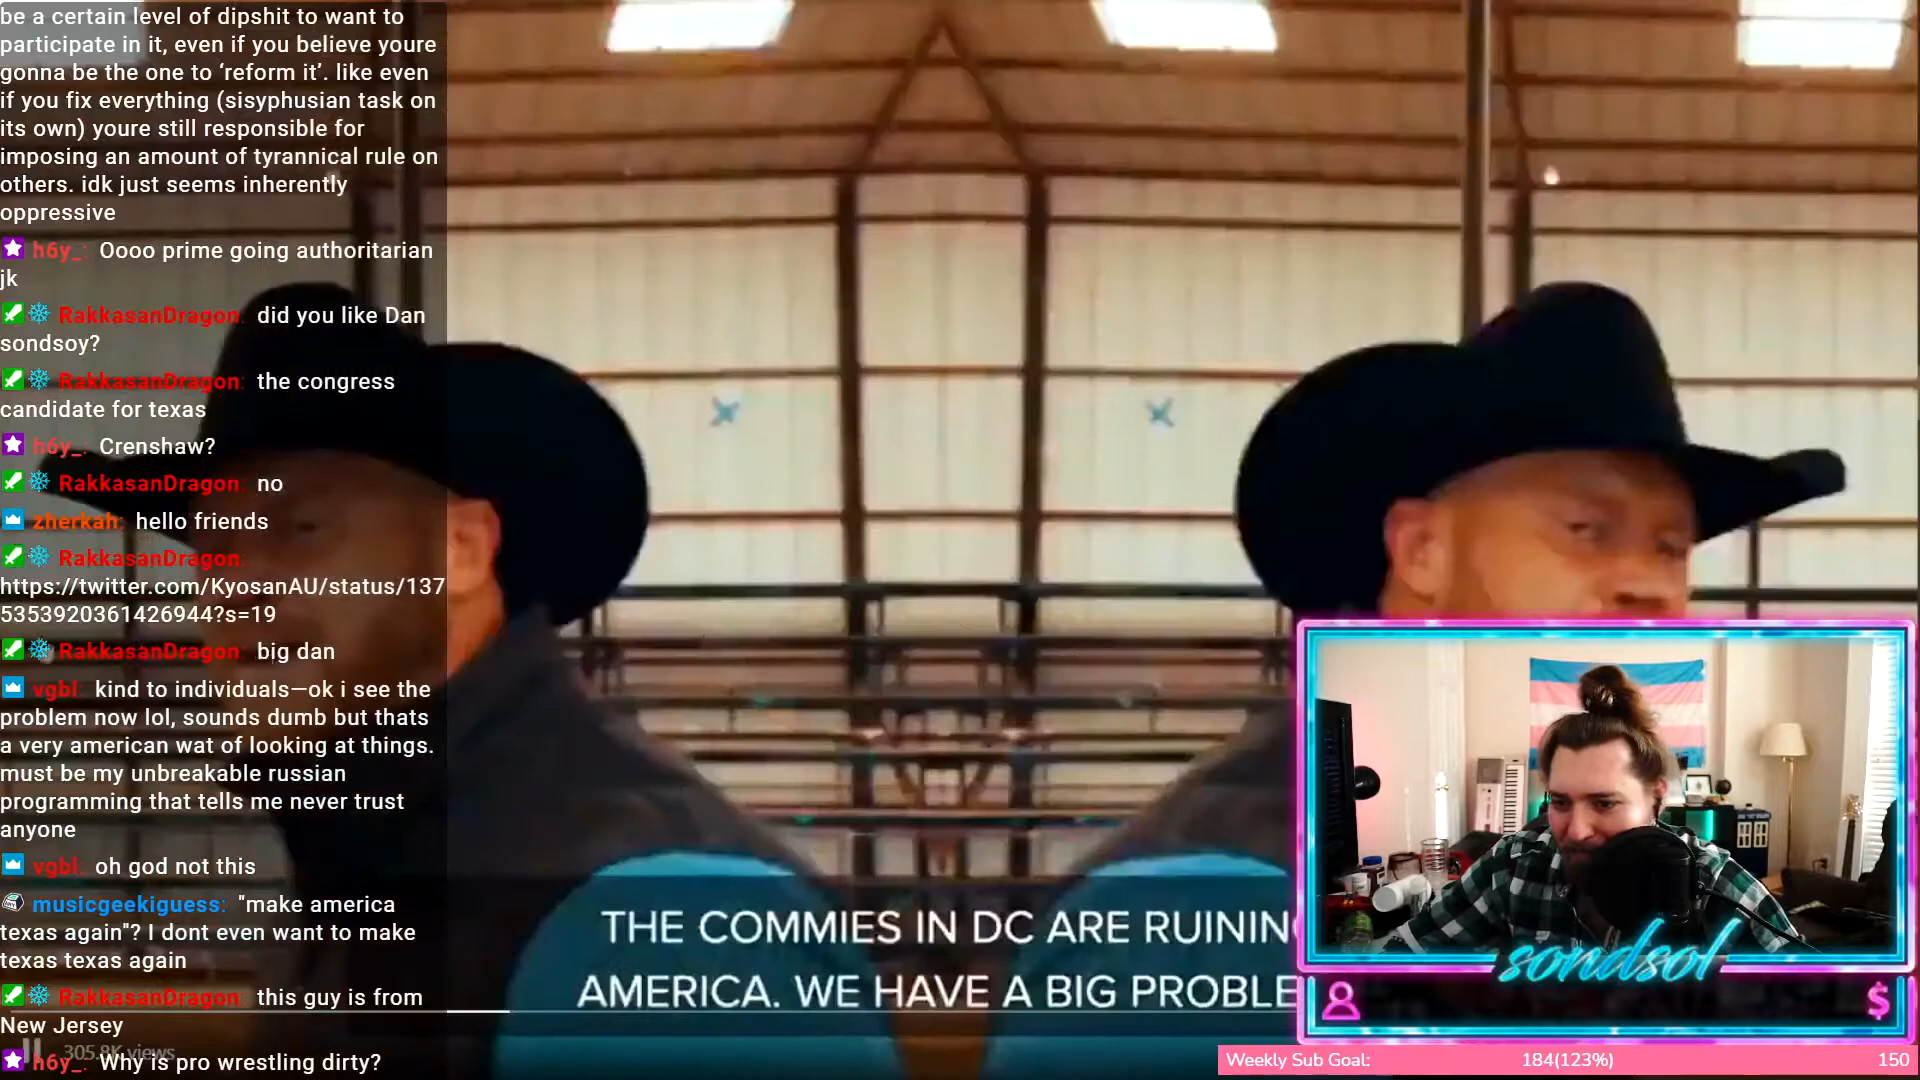 be a certain level of dipshit to want to
participate in it, even if you believe youre
gonna be the one to ‘reform it’. like even
if you fix everything (sisyphusian task on
its own) youre still responsible for
imposing an amount of tyrannical rule on
others. idk just seems inherently
oppressive
h6y_: Oooo prime going authoritarian
jk
RakkasanDragon: did you like Dan
sondsoy?
RakkasanDragon: the congress
candidate for texas
h6y_: Crenshaw?
RakkasanDragon: no
zherkah: hello friends
RakkasanDragon:
https://twitter.com/KyosanAU/status/137
5353920361426944?s=19
RakkasanDragon: big dan
vgbl: kind to individuals—ok i see the
problem now lol, sounds dumb but thats
a very american wat of looking at things.
must be my unbreakable russian
programming that tells me never trust
anyone
vgbl: oh god not this
musicgeekiguess: "make america
texas again"? I dont even want to make
texas texas again
RakkasanDragon: this guy is from
New Jersey
305.8K views
h6y_: Why is pro wrestling dirty?
THE COMMIES IN DC ARE RUINING
AMERICA. WE HAVE A BIG PROBLE
sondsol
$
Weekly Sub Goal: 184(123%) 150